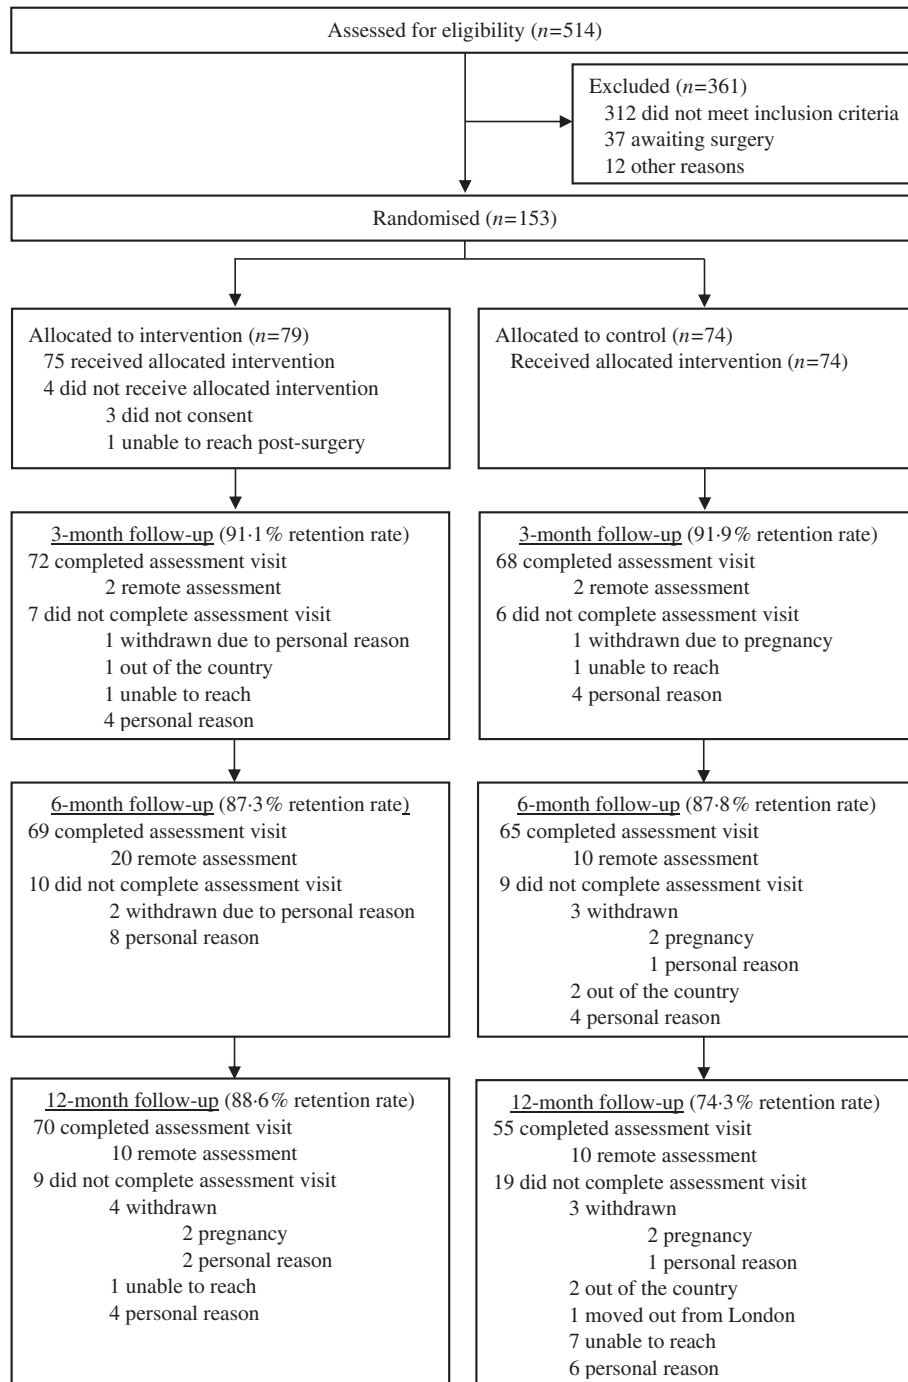 Assessed for eligibility (n=514)
Excluded (n=361)
312 did not meet inclusion criteria
37 awaiting surgery
12 other reasons
Randomised (n=153)
Allocated to intervention (n=79)
75 received allocated intervention
4 did not receive allocated intervention
3 did not consent
1 unable to reach post-surgery
Allocated to control (n=74)
Received allocated intervention (n=74)
3-month follow-up (91·1% retention rate)
72 completed assessment visit
2 remote assessment
7 did not complete assessment visit
1 withdrawn due to personal reason
1 out of the country
1 unable to reach
4 personal reason
3-month follow-up (91·9% retention rate)
68 completed assessment visit
2 remote assessment
6 did not complete assessment visit
1 withdrawn due to pregnancy
1 unable to reach
4 personal reason
6-month follow-up (87·3% retention rate)
69 completed assessment visit
20 remote assessment
10 did not complete assessment visit
2 withdrawn due to personal reason
8 personal reason
6-month follow-up (87·8% retention rate)
65 completed assessment visit
10 remote assessment
9 did not complete assessment visit
3 withdrawn
2 pregnancy
1 personal reason
2 out of the country
4 personal reason
12-month follow-up (88·6% retention rate)
70 completed assessment visit
10 remote assessment
9 did not complete assessment visit
4 withdrawn
2 pregnancy
2 personal reason
1 unable to reach
4 personal reason
12-month follow-up (74·3% retention rate)
55 completed assessment visit
10 remote assessment
19 did not complete assessment visit
3 withdrawn
2 pregnancy
1 personal reason
2 out of the country
1 moved out from London
7 unable to reach
6 personal reason